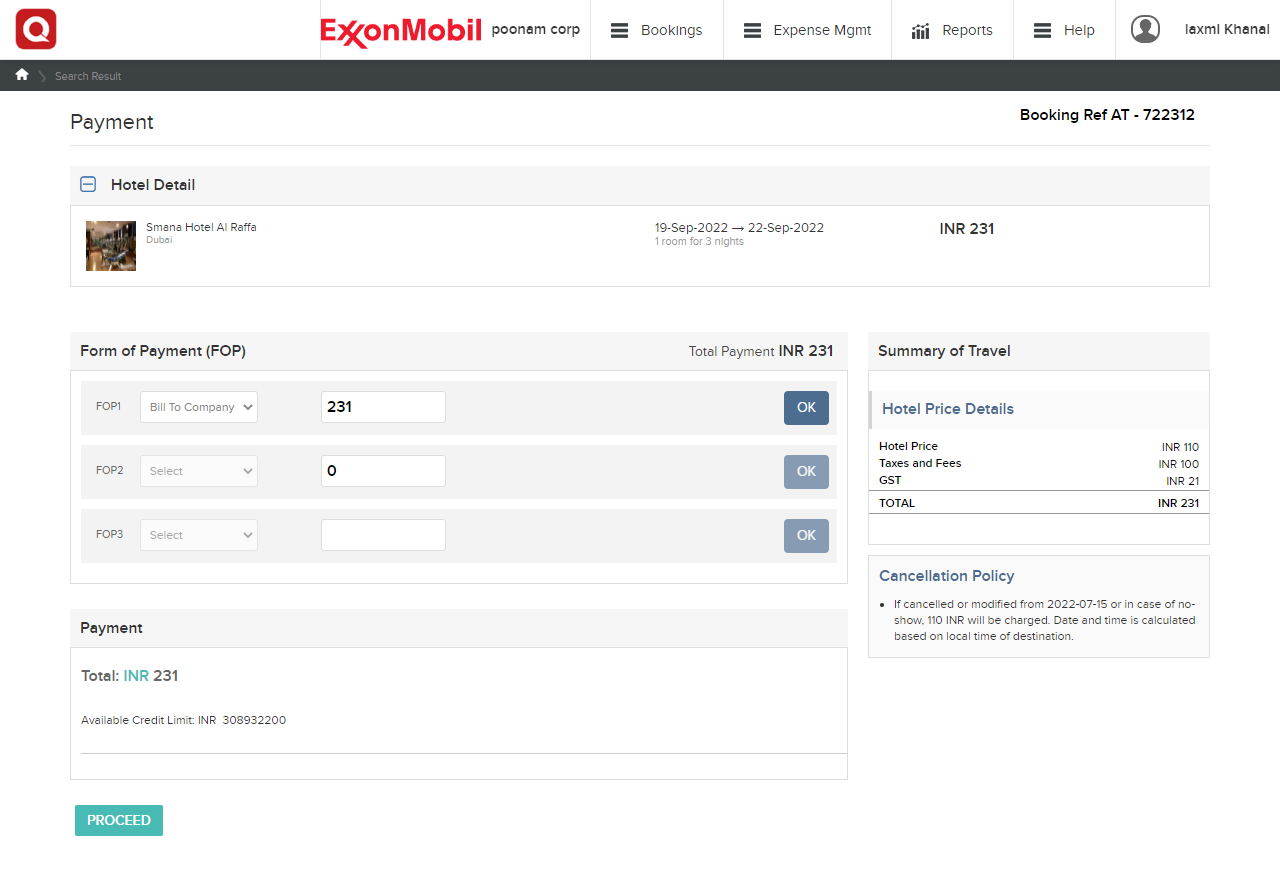 Q
ExxonMobil poonam corp Bookings Expense Mgmt Reports Help laxmi Khanal
Search Result
Payment Booking Ref AT - 722312
Hotel Detail
Smana Hotel Al Raffa 19-Sep-2022 → 22-Sep-2022 INR 231
Dubai 1 room for 3 nights
Form of Payment (FOP) Total Payment INR 231
FOP1 Bill To Company 231 OK
FOP2 Select 0 OK
FOP3 Select OK
Payment
Total: INR 231
Available Credit Limit: INR 308932200
PROCEED
Summary of Travel
Hotel Price Details
Hotel Price INR 110
Taxes and Fees INR 100
GST INR 21
TOTAL INR 231
Cancellation Policy
• If cancelled or modified from 2022-07-15 or in case of no-
show, 110 INR will be charged. Date and time is calculated
based on local time of destination.